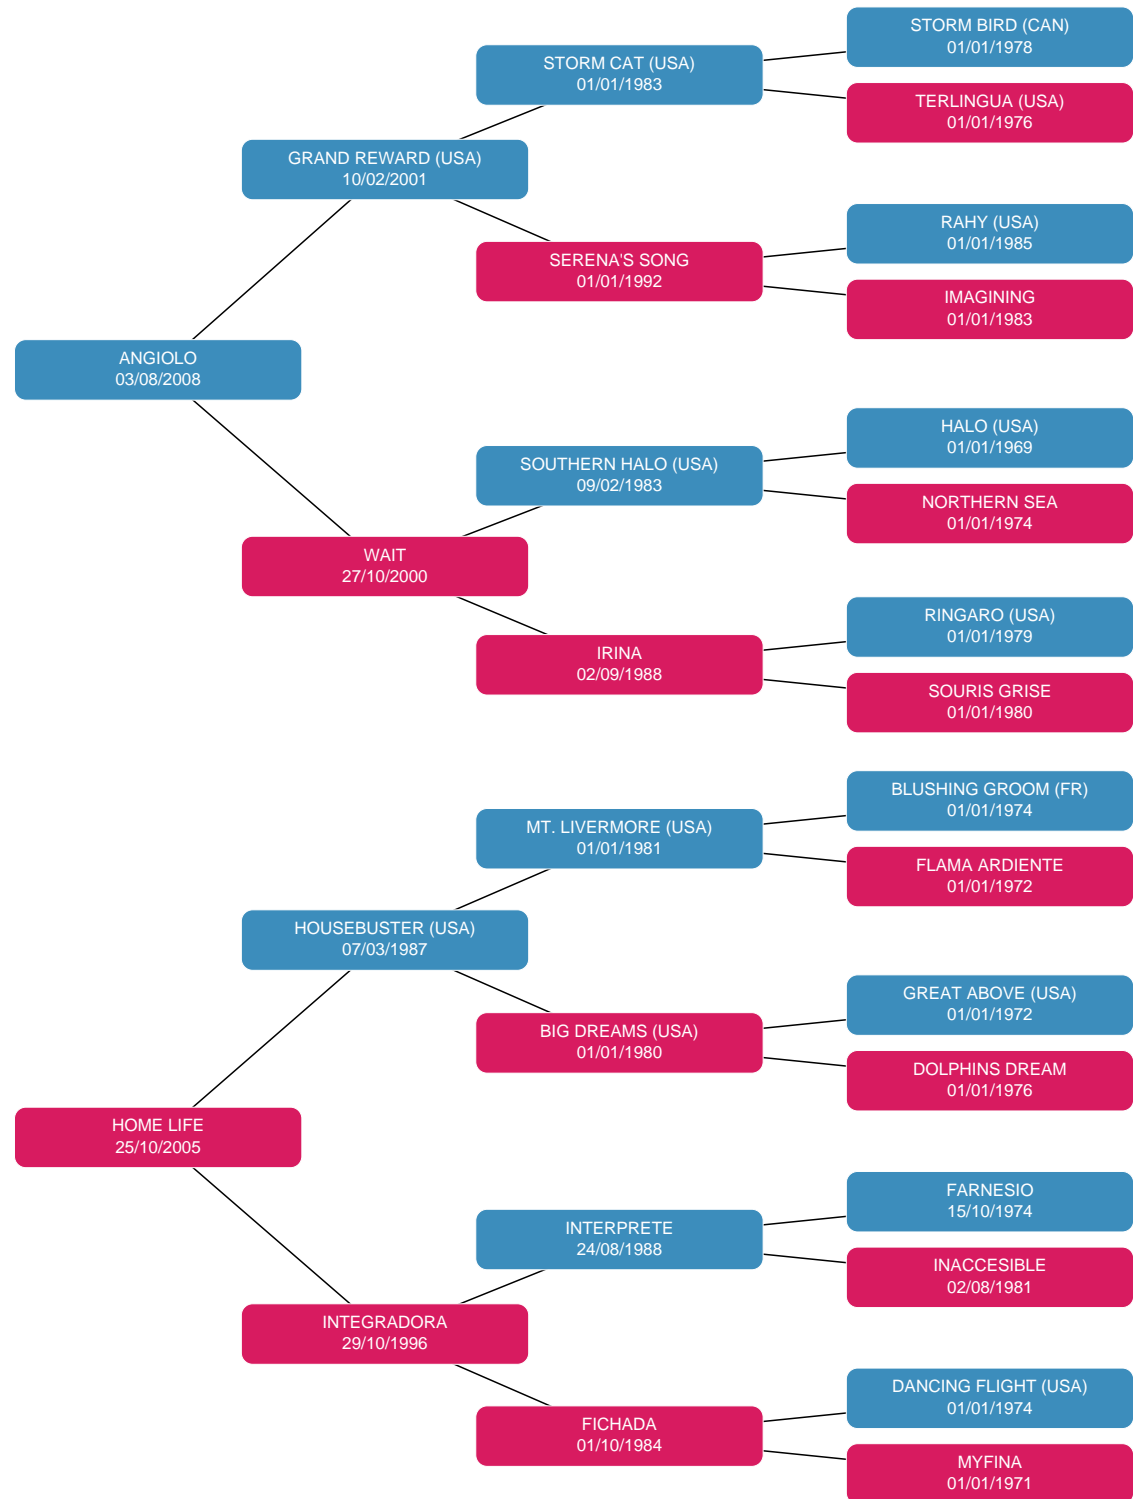 STORM BIRD (CAN)
01/01/1978
STORM CAT (USA)
01/01/1983
TERLINGUA (USA)
01/01/1976
GRAND REWARD (USA)
10/02/2001
RAHY (USA)
01/01/1985
SERENA'S SONG
01/01/1992
IMAGINING
01/01/1983
ANGIOLO
03/08/2008
HALO (USA)
01/01/1969
SOUTHERN HALO (USA)
09/02/1983
NORTHERN SEA
01/01/1974
WAIT
27/10/2000
RINGARO (USA)
01/01/1979
IRINA
02/09/1988
SOURIS GRISE
01/01/1980
BLUSHING GROOM (FR)
01/01/1974
MT. LIVERMORE (USA)
01/01/1981
FLAMA ARDIENTE
01/01/1972
HOUSEBUSTER (USA)
07/03/1987
GREAT ABOVE (USA)
01/01/1972
BIG DREAMS (USA)
01/01/1980
DOLPHINS DREAM
01/01/1976
HOME LIFE
25/10/2005
FARNESIO
15/10/1974
INTERPRETE
24/08/1988
INACCESIBLE
02/08/1981
INTEGRADORA
29/10/1996
DANCING FLIGHT (USA)
01/01/1974
FICHADA
01/10/1984
MYFINA
01/01/1971